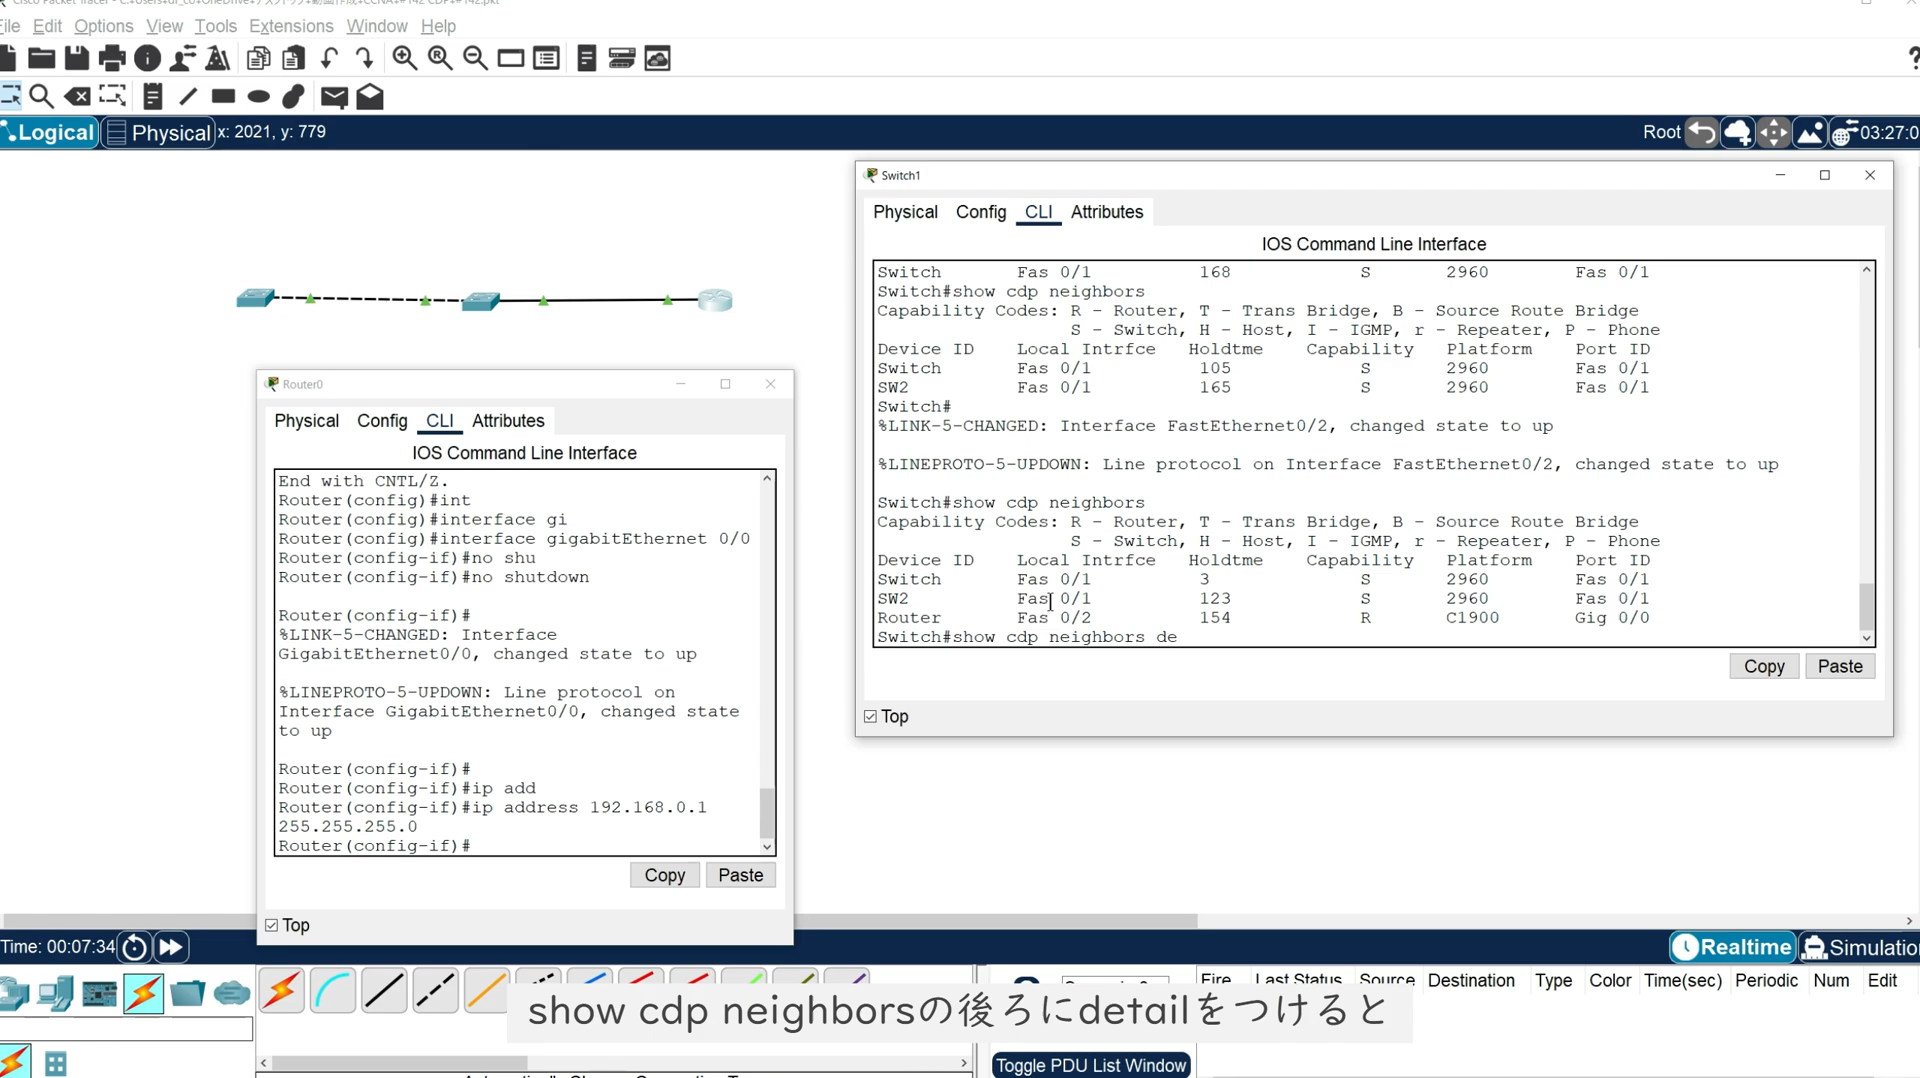 File Edit Options View Tools Extensions Window Help
Logical Physical x: 2021, y: 779
Root 03:27:0
Switch1
Physical Config CLI Attributes
IOS Command Line Interface
Switch Fas 0/1 168 S 2960 Fas 0/1
Switch#show cdp neighbors
Capability Codes: R - Router, T - Trans Bridge, B - Source Route Bridge
S - Switch, H - Host, I - IGMP, r - Repeater, P - Phone
Device ID Local Intrfce Holdtme Capability Platform Port ID
Switch Fas 0/1 105 S 2960 Fas 0/1
SW2 Fas 0/1 165 S 2960 Fas 0/1
Switch#
%LINK-5-CHANGED: Interface FastEthernet0/2, changed state to up
%LINEPROTO-5-UPDOWN: Line protocol on Interface FastEthernet0/2, changed state to up
Switch#show cdp neighbors
Capability Codes: R - Router, T - Trans Bridge, B - Source Route Bridge
S - Switch, H - Host, I - IGMP, r - Repeater, P - Phone
Device ID Local Intrfce Holdtme Capability Platform Port ID
Switch Fas 0/1 3 S 2960 Fas 0/1
SW2 Fas 0/1 123 S 2960 Fas 0/1
Router Fas 0/2 154 R C1900 Gig 0/0
Switch#show cdp neighbors de
Copy Paste
Top
Router0
Physical Config CLI Attributes
IOS Command Line Interface
End with CNTL/Z.
Router(config)#int
Router(config)#interface gi
Router(config)#interface gigabitEthernet 0/0
Router(config-if)#no shu
Router(config-if)#no shutdown
Router(config-if)#
%LINK-5-CHANGED: Interface
GigabitEthernet0/0, changed state to up
%LINEPROTO-5-UPDOWN: Line protocol on
Interface GigabitEthernet0/0, changed state
to up
Router(config-if)#
Router(config-if)#ip add
Router(config-if)#ip address 192.168.0.1
255.255.255.0
Router(config-if)#
Copy Paste
Top
Time: 00:07:34
Realtime Simulatio
Fire Last Status Source Destination Type Color Time(sec) Periodic Num Edit
show cdp neighborsの後ろにdetailをつけると
Toggle PDU List Window